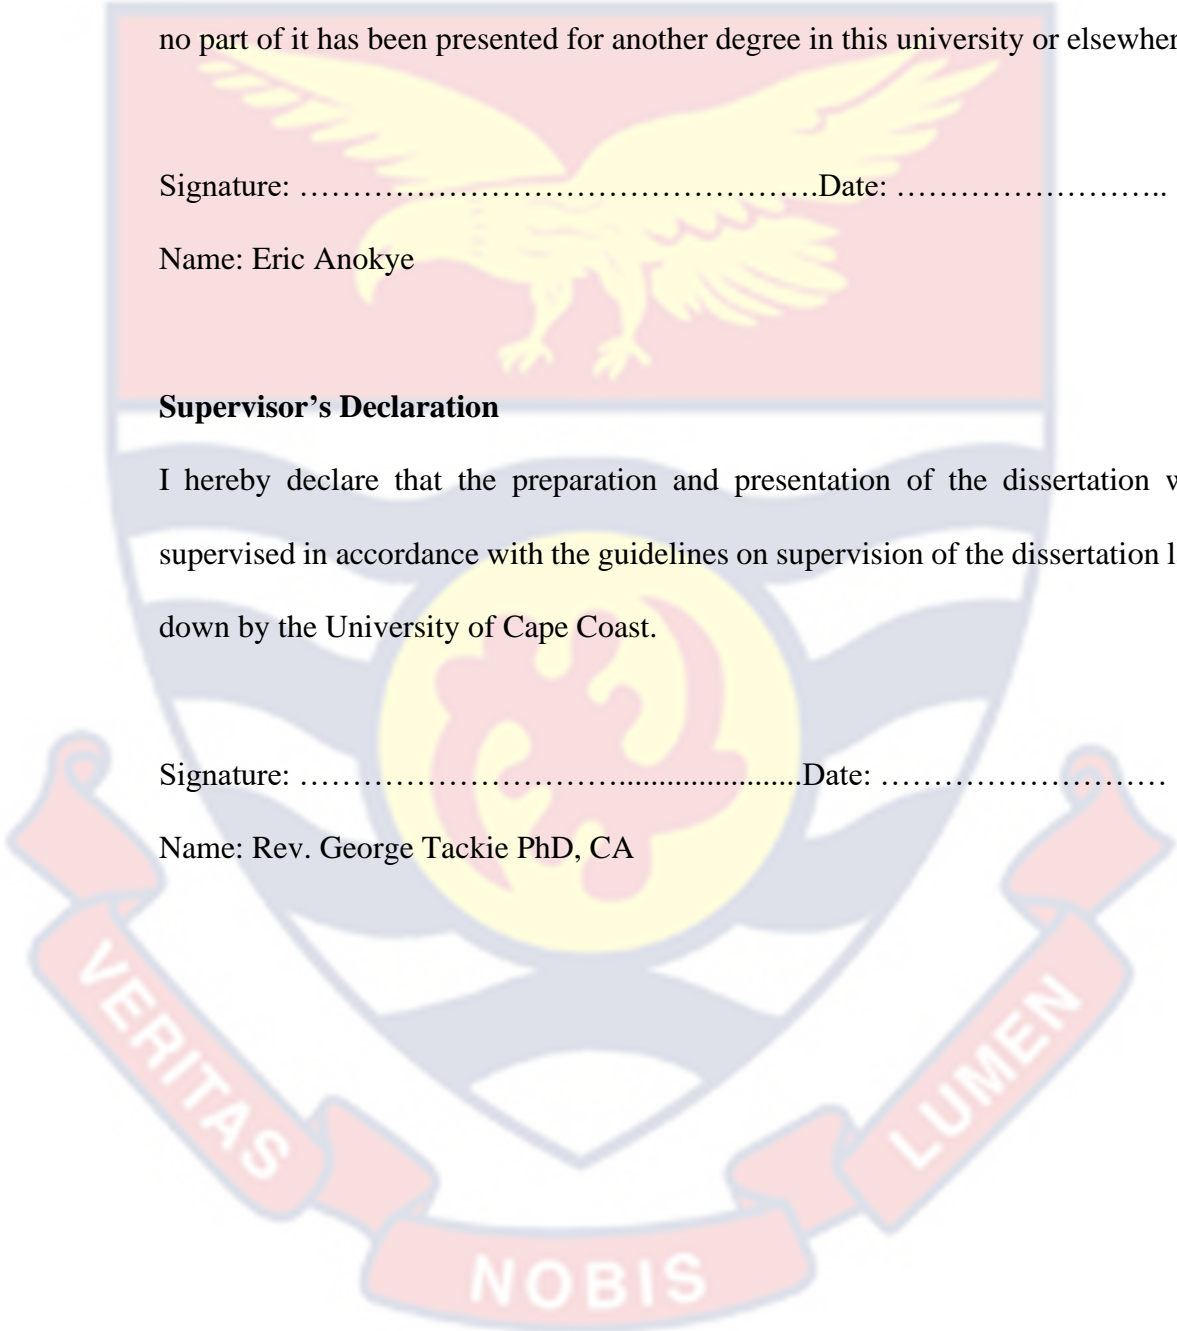 no part of it has been presented for another degree in this university or elsewher
Signature: ……………………………………………….Date: ……………………..
Name: Eric Anokye
Supervisor’s Declaration
I hereby declare that the preparation and presentation of the dissertation w
supervised in accordance with the guidelines on supervision of the dissertation l
down by the University of Cape Coast.
Signature: …………………………….......................Date: ………………………
Name: Rev. George Tackie PhD, CA
VERITAS
NOBIS
LUMEN